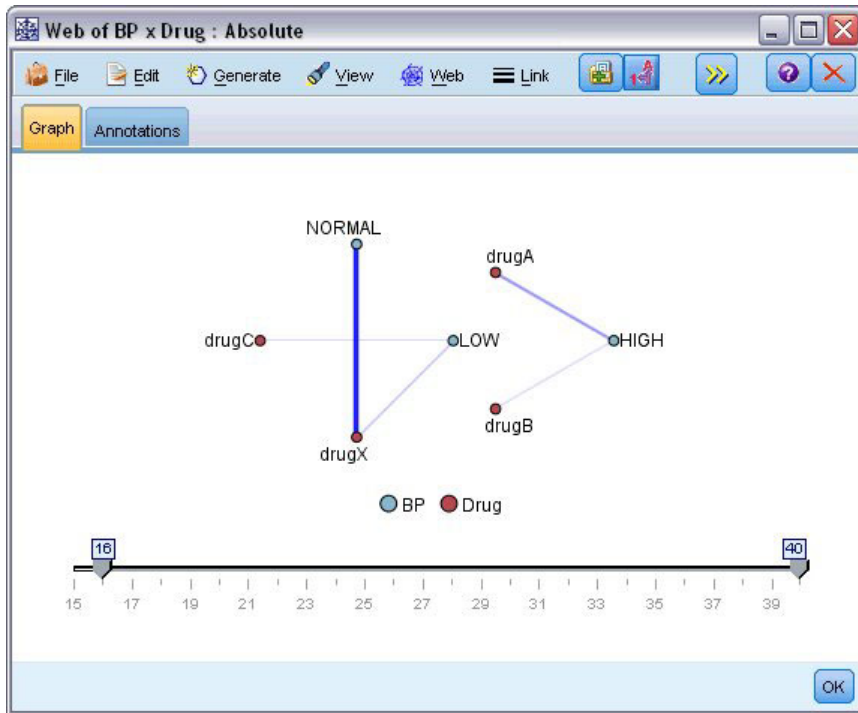 Web of BP x Drug : Absolute
File Edit Generate View Web Link
Graph Annotations
NORMAL
drugA
drugC LOW HIGH
drugB
drugX
BP Drug
16 40
15 17 19 21 23 25 27 29 31 33 35 37 39
OK